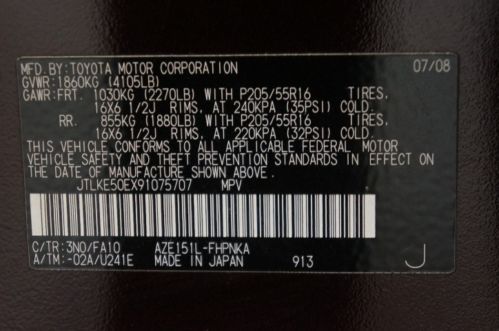 MFD.BY:TOYOTA MOTOR CORPORATION 07/08
GVWR:1860KG (4105LB)
GAWR:FRT. 1030KG (2270LB) WITH P205/55R16 TIRES,
16X6 1/2J RIMS, AT 240KPA (35PSI) COLD.
RR. 855KG (1880LB) WITH P205/55R16 TIRES,
16X6 1/2J RIMS, AT 220KPA (32PSI) COLD.
THIS VEHICLE CONFORMS TO ALL APPLICABLE FEDERAL MOTOR
VEHICLE SAFETY AND THEFT PREVENTION STANDARDS IN EFFECT ON
THE DATE OF MANUFACTURE SHOWN ABOVE.
JTLKE50EX91075707 MPV
C/TR:3N0/FA10 AZE151L-FHPNKA J
A/TM:-02A/U241E MADE IN JAPAN 913